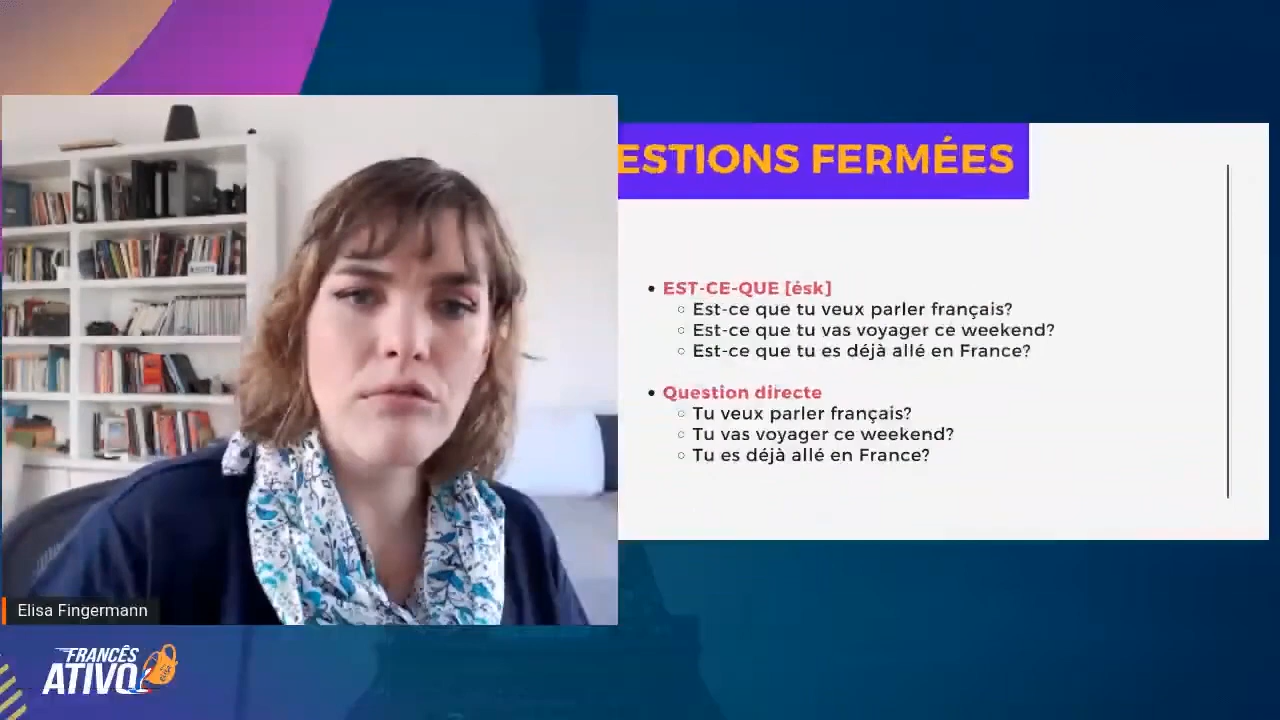 ESTIONS FERMÉES
EST-CE-QUE [ésk]
Est-ce que tu veux parler français?
Est-ce que tu vas voyager ce weekend?
Est-ce que tu es déjà allé en France?
Question directe
Tu veux parler français?
Tu vas voyager ce weekend?
Tu es déjà allé en France?
Elisa Fingermann
FRANCÊS
ATIVO